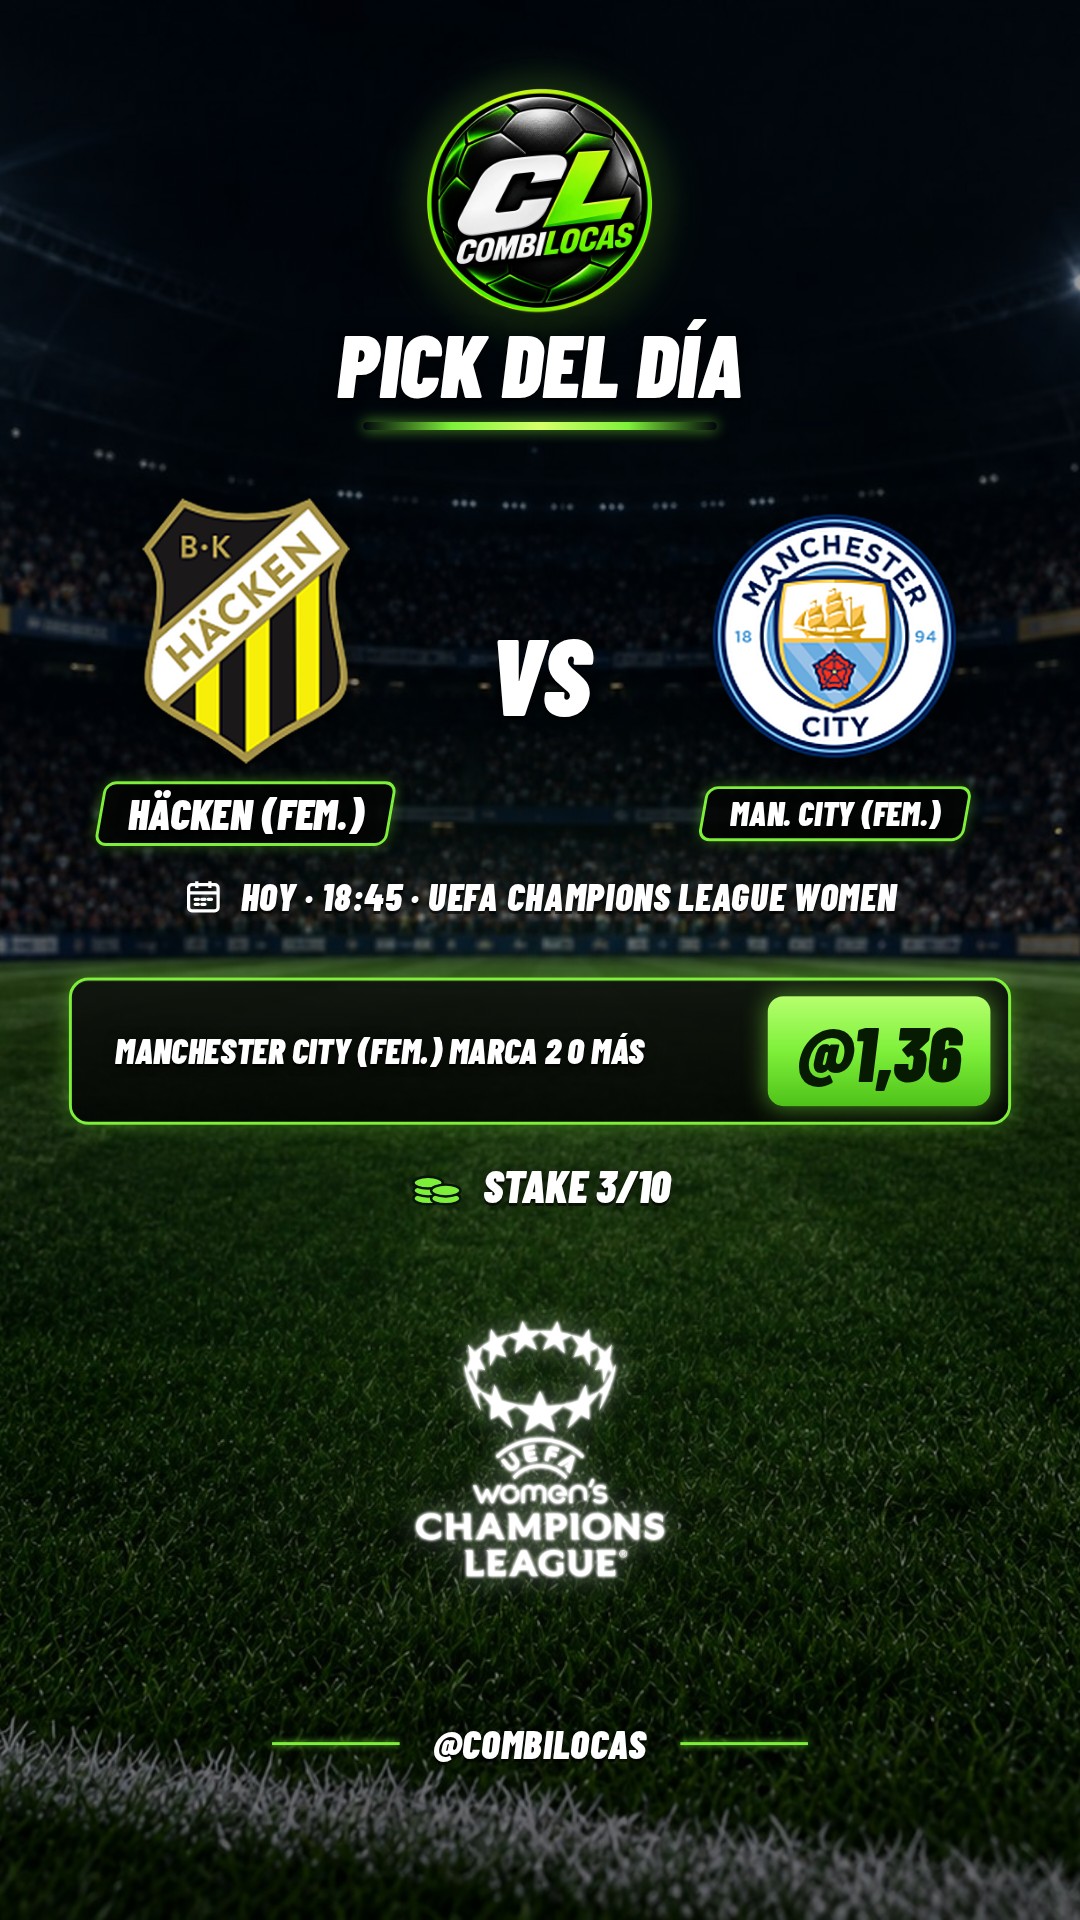 CL
COMBILOCAS
PICK DEL DÍA
B·K
HÄCKEN
MANCHESTER
18 94
CITY
VS
HÄCKEN (FEM.)
MAN. CITY (FEM.)
HOY · 18:45 · UEFA CHAMPIONS LEAGUE WOMEN
MANCHESTER CITY (FEM.) MARCA 2 O MÁS
@1,36
STAKE 3/10
UEFA
women's
CHAMPIONS
LEAGUE®
@COMBILOCAS